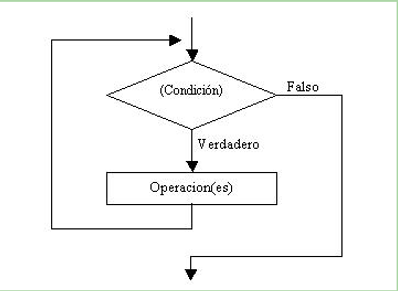 (Condición)
Falso
Verdadero
Operacion(es)